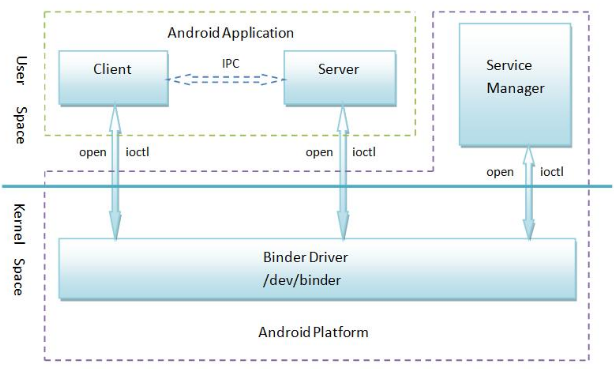 Android Application
Client
IPC
Server
Service
Manager
User Space
open ioctl
open ioctl
open ioctl
Kernel Space
Binder Driver
/dev/binder
Android Platform